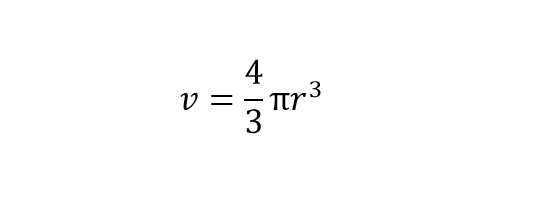 v = 4/3 πr³